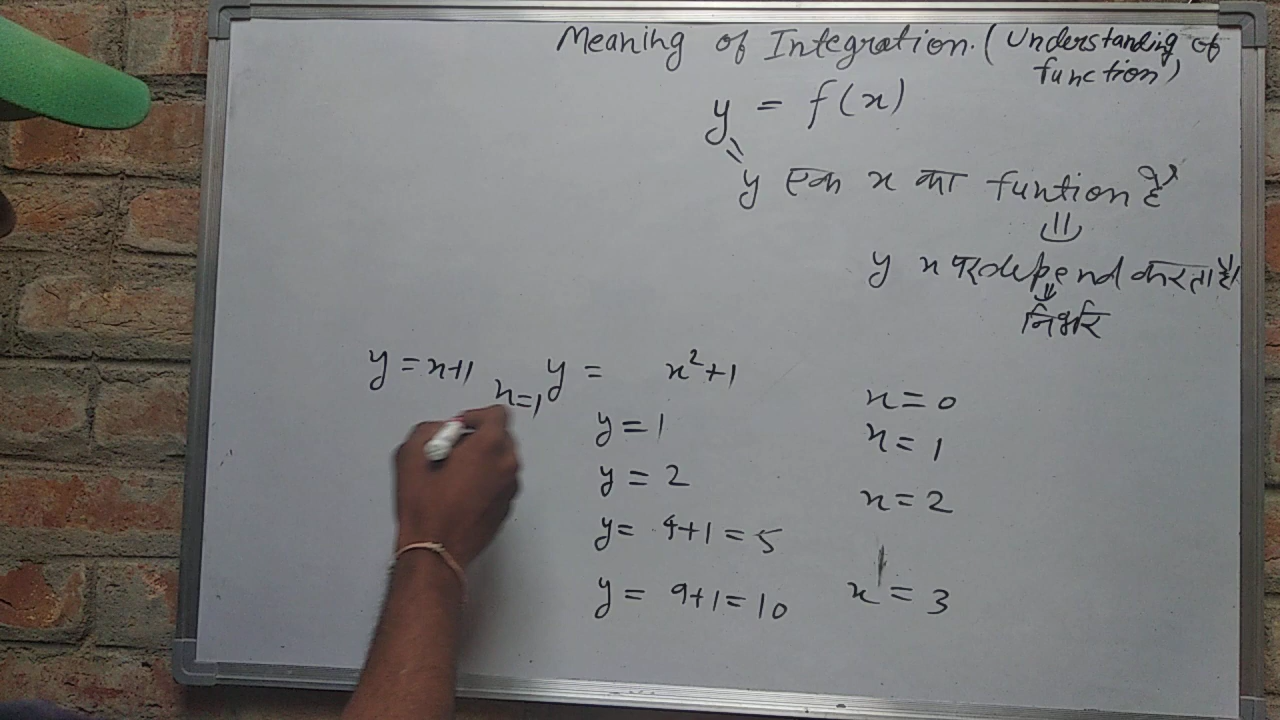 Meaning of Integration. (Understanding of
function)
y = f(x)
y एक x का funtion है
y x पर depend करता है।
निर्भर
y = x+1
x=1
y = x²+1
x = 0
y = 1
x = 1
y = 2
x = 2
y = 4+1 = 5
x = 3
y = 9+1 = 10